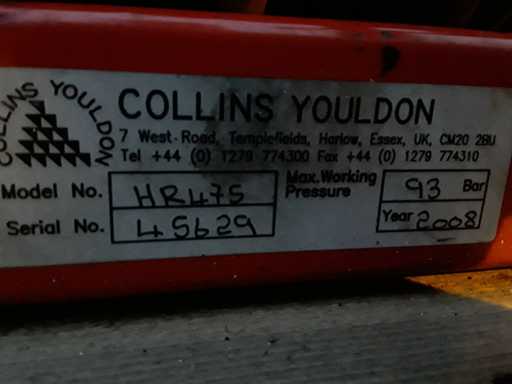 COLLINS YOULDON
COLLINS YOULDON
7 West Road, Templefields, Harlow, Essex, UK, CM20 2BU
Tel +44 (0) 1279 774300 Fax +44 (0) 1279 774310
Model No. HR475
Max. Working Pressure 93 Bar
Serial No. 45629
Year 2008